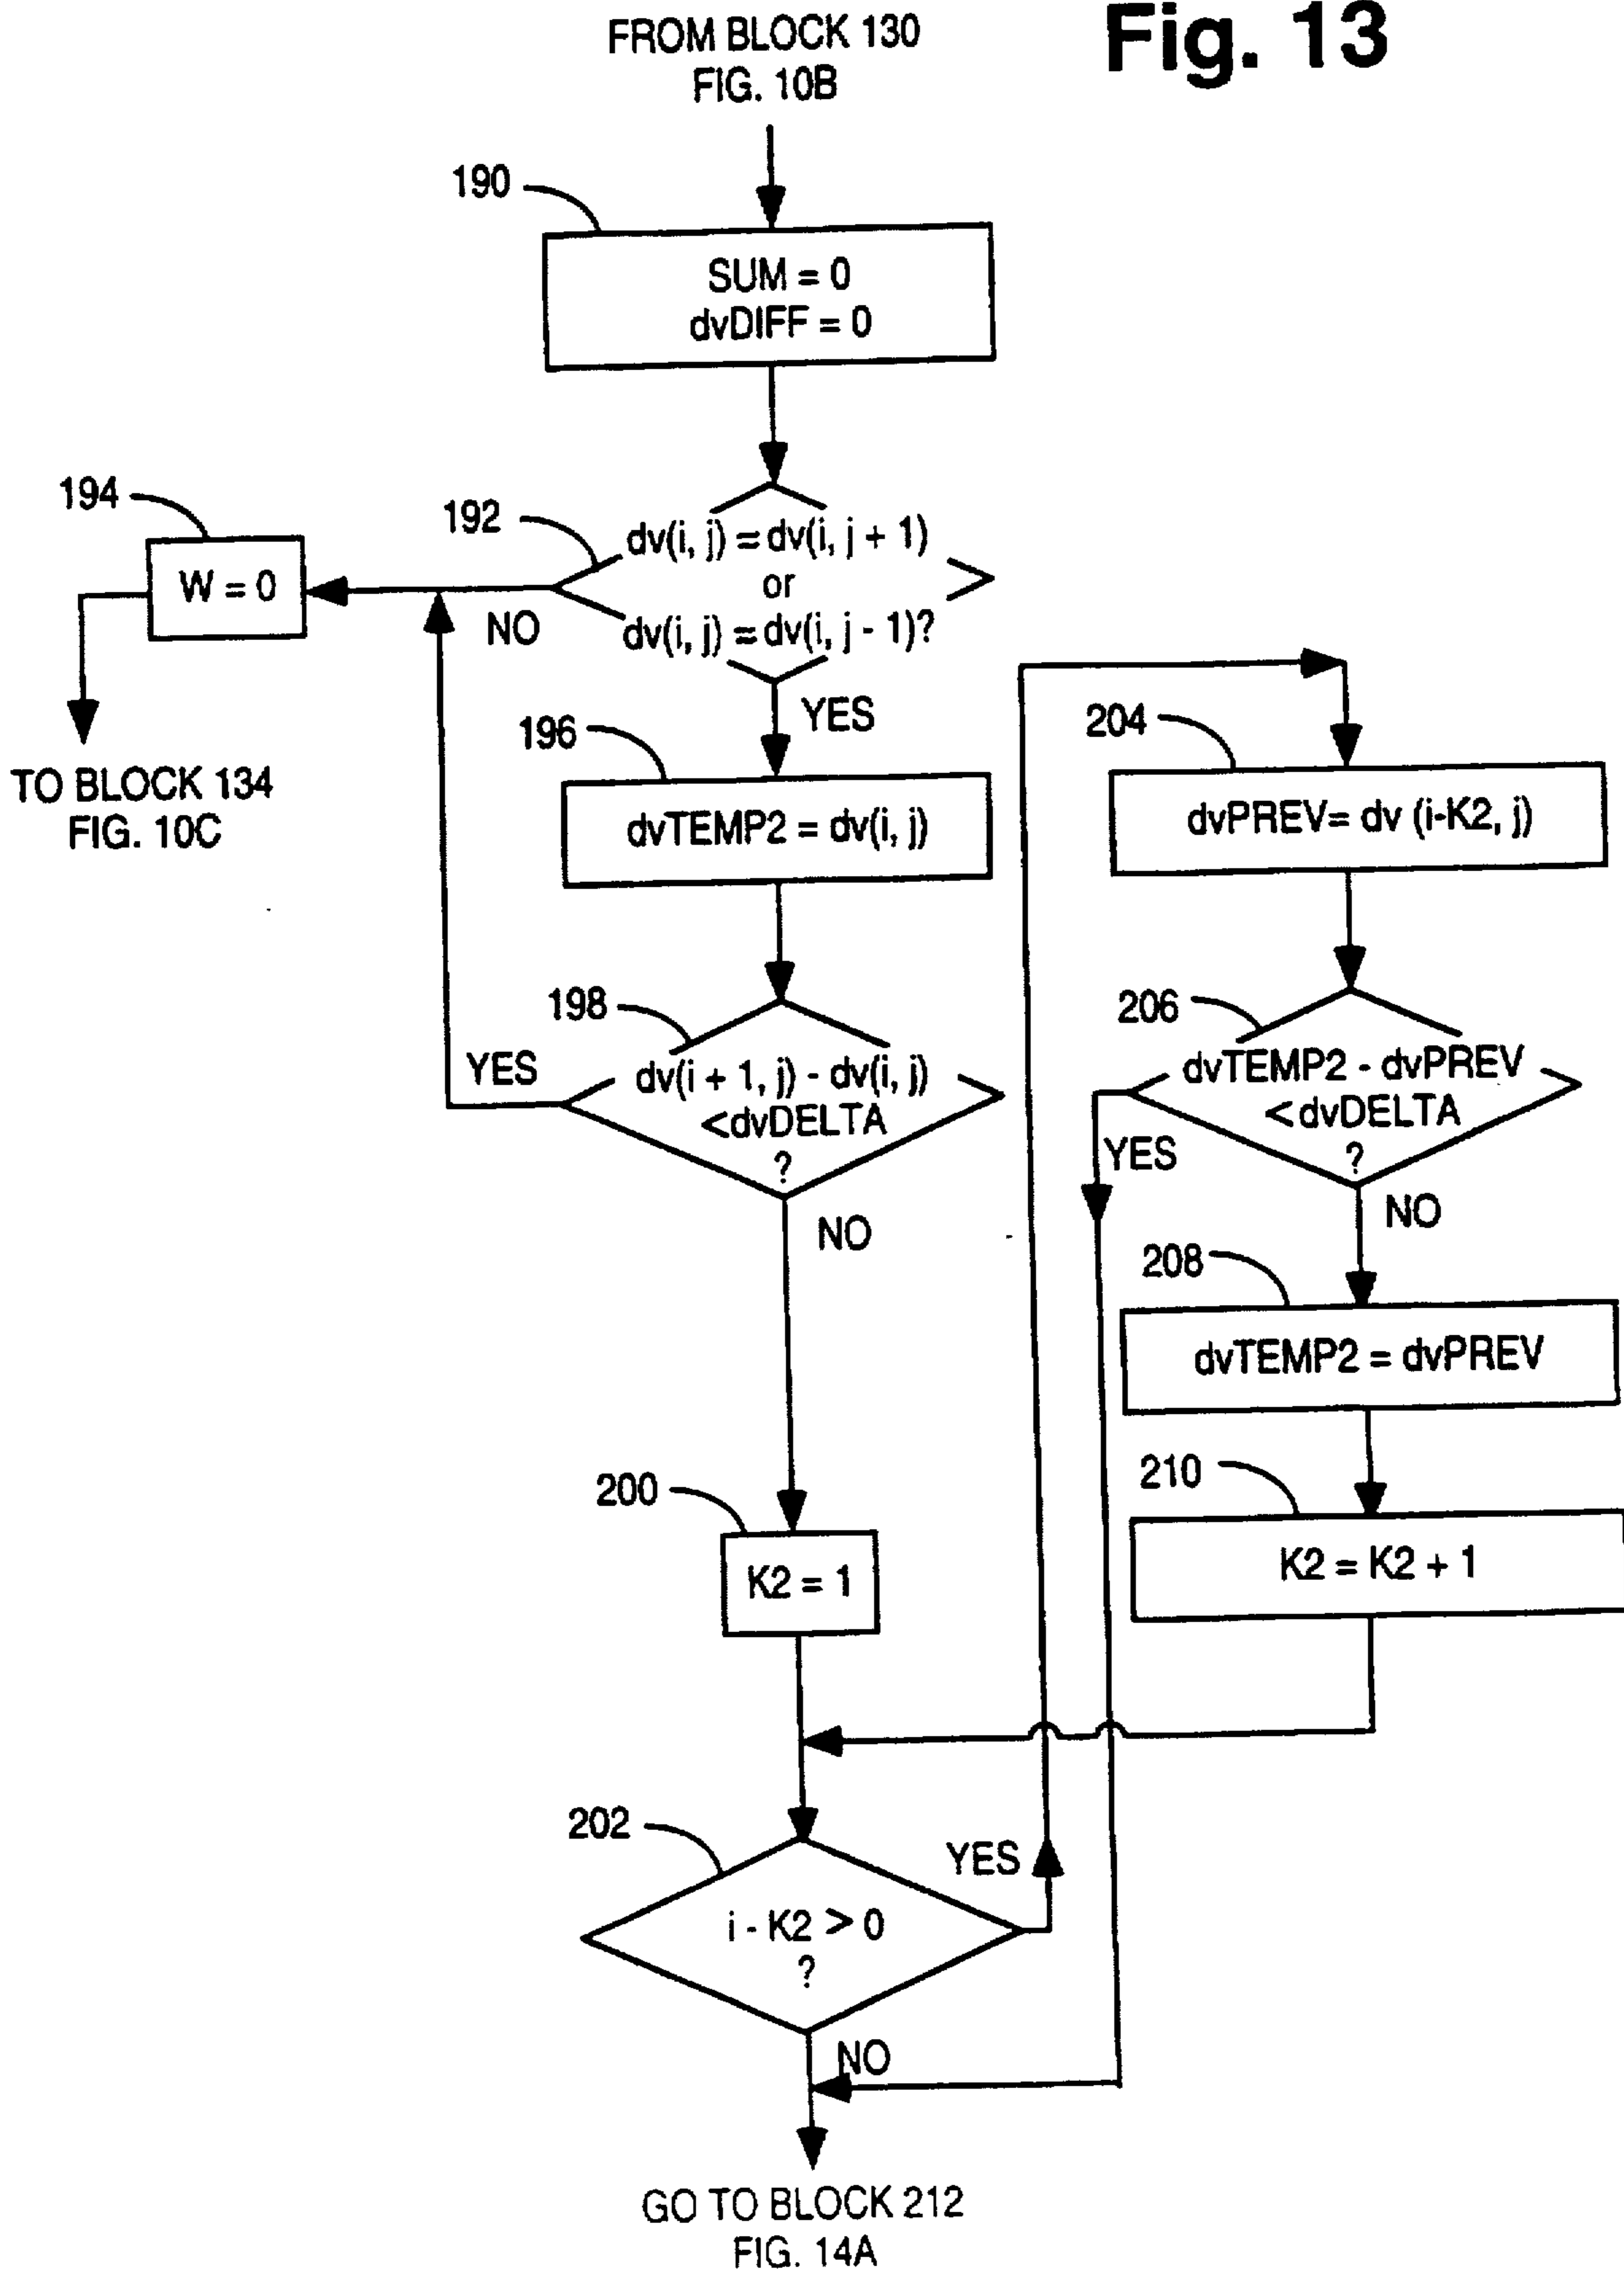 Fig. 13
FROM BLOCK 130
FIG. 10B
190
SUM = 0
dvDIFF = 0
194
W = 0
192
dv(i, j) = dv(i, j + 1)
or
dv(i, j) = dv(i, j - 1)?
NO
YES
TO BLOCK 134
FIG. 10C
196
dvTEMP2 = dv(i, j)
198
dv(i + 1, j) - dv(i, j)
<dvDELTA
?
YES
NO
200
K2 = 1
202
i - K2 > 0
?
YES
NO
204
dvPREV= dv (i-K2, j)
206
dvTEMP2 - dvPREV
<dvDELTA
?
YES
NO
208
dvTEMP2 = dvPREV
210
K2 = K2 + 1
GO TO BLOCK 212
FIG. 14A